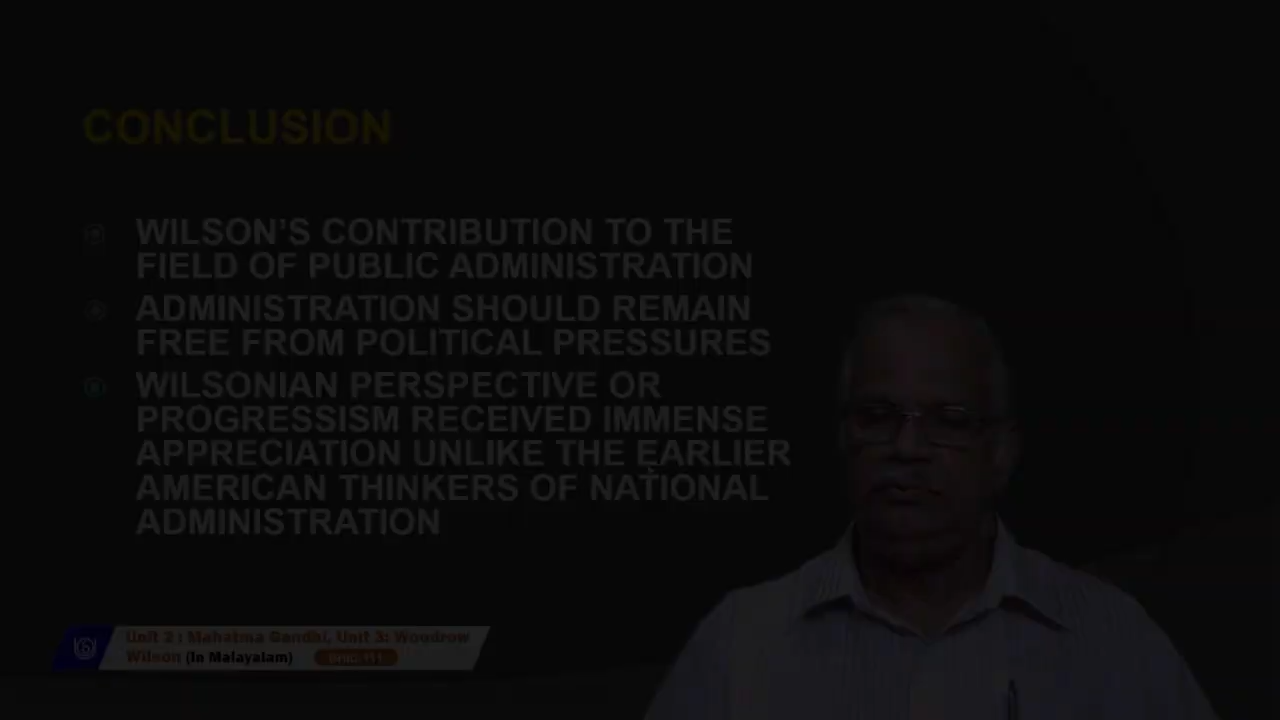 CONCLUSION
WILSON'S CONTRIBUTION TO THE
FIELD OF PUBLIC ADMINISTRATION
ADMINISTRATION SHOULD REMAIN
FREE FROM POLITICAL PRESSURES
WILSONIAN PERSPECTIVE OR
PROGRESSISM RECEIVED IMMENSE
APPRECIATION UNLIKE THE EARLIER
AMERICAN THINKERS OF NATIONAL
ADMINISTRATION
Unit 2 : Mahatma Gandhi, Unit 3: Woodrow
Wilson (In Malayalam)